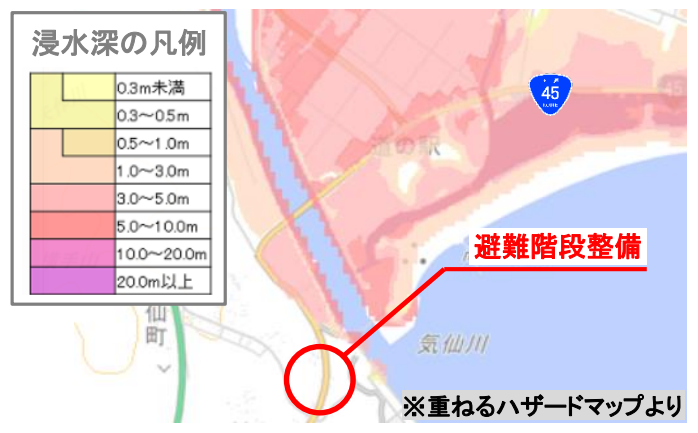 浸水深の凡例
0.3m未満
0.3～0.5m
0.5～1.0m
1.0～3.0m
3.0～5.0m
5.0～10.0m
10.0～20.0m
20.0m以上
45
ROUTE
45
道の駅
避難階段整備
仙
町
気仙川
※重ねるハザードマップより